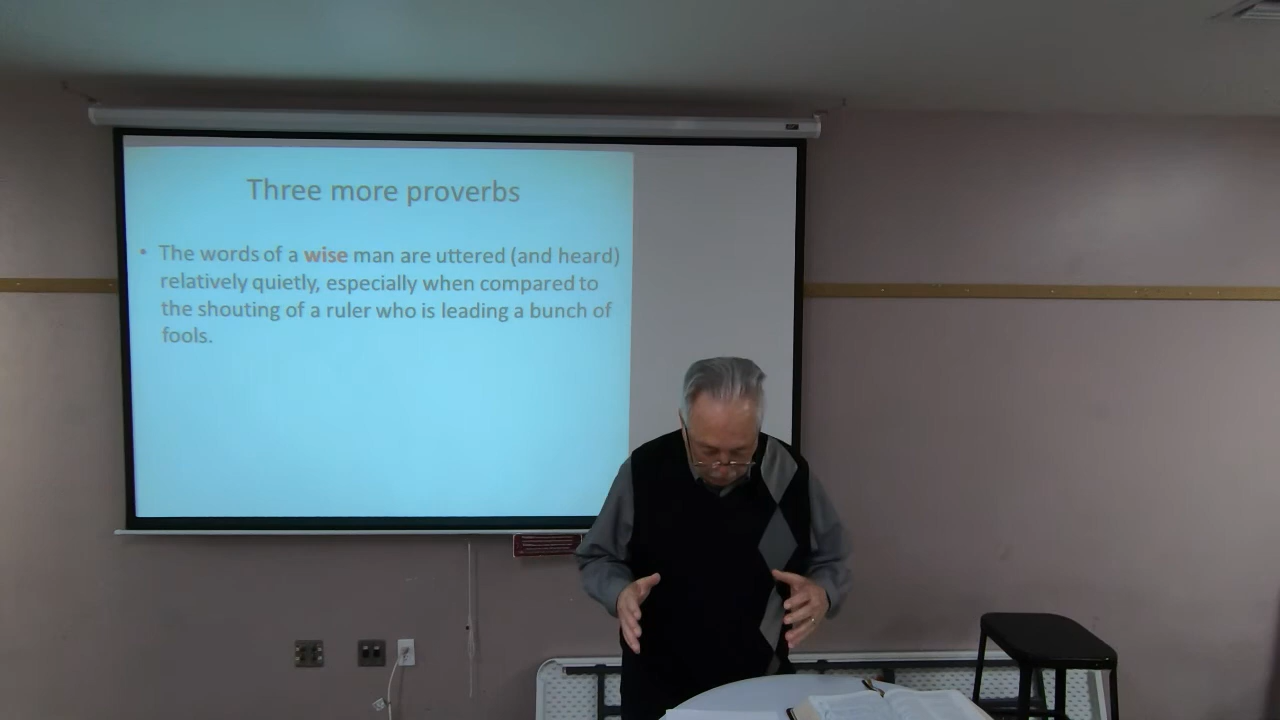 Three more proverbs
• The words of a wise man are uttered (and heard)
relatively quietly, especially when compared to
the shouting of a ruler who is leading a bunch of
fools.